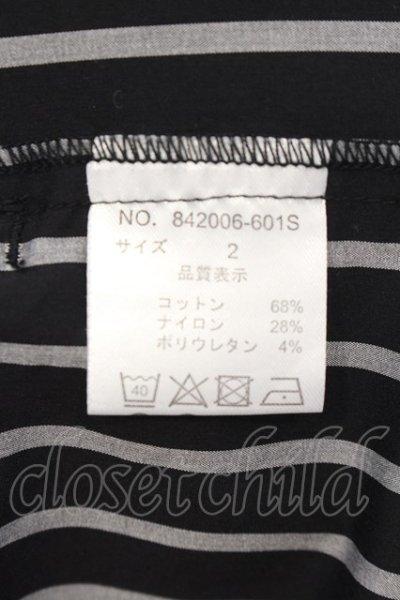 NO. 842006-601S
サイズ 2
品質表示
コットン 68%
ナイロン 28%
ポリウレタン 4%
40
closet child